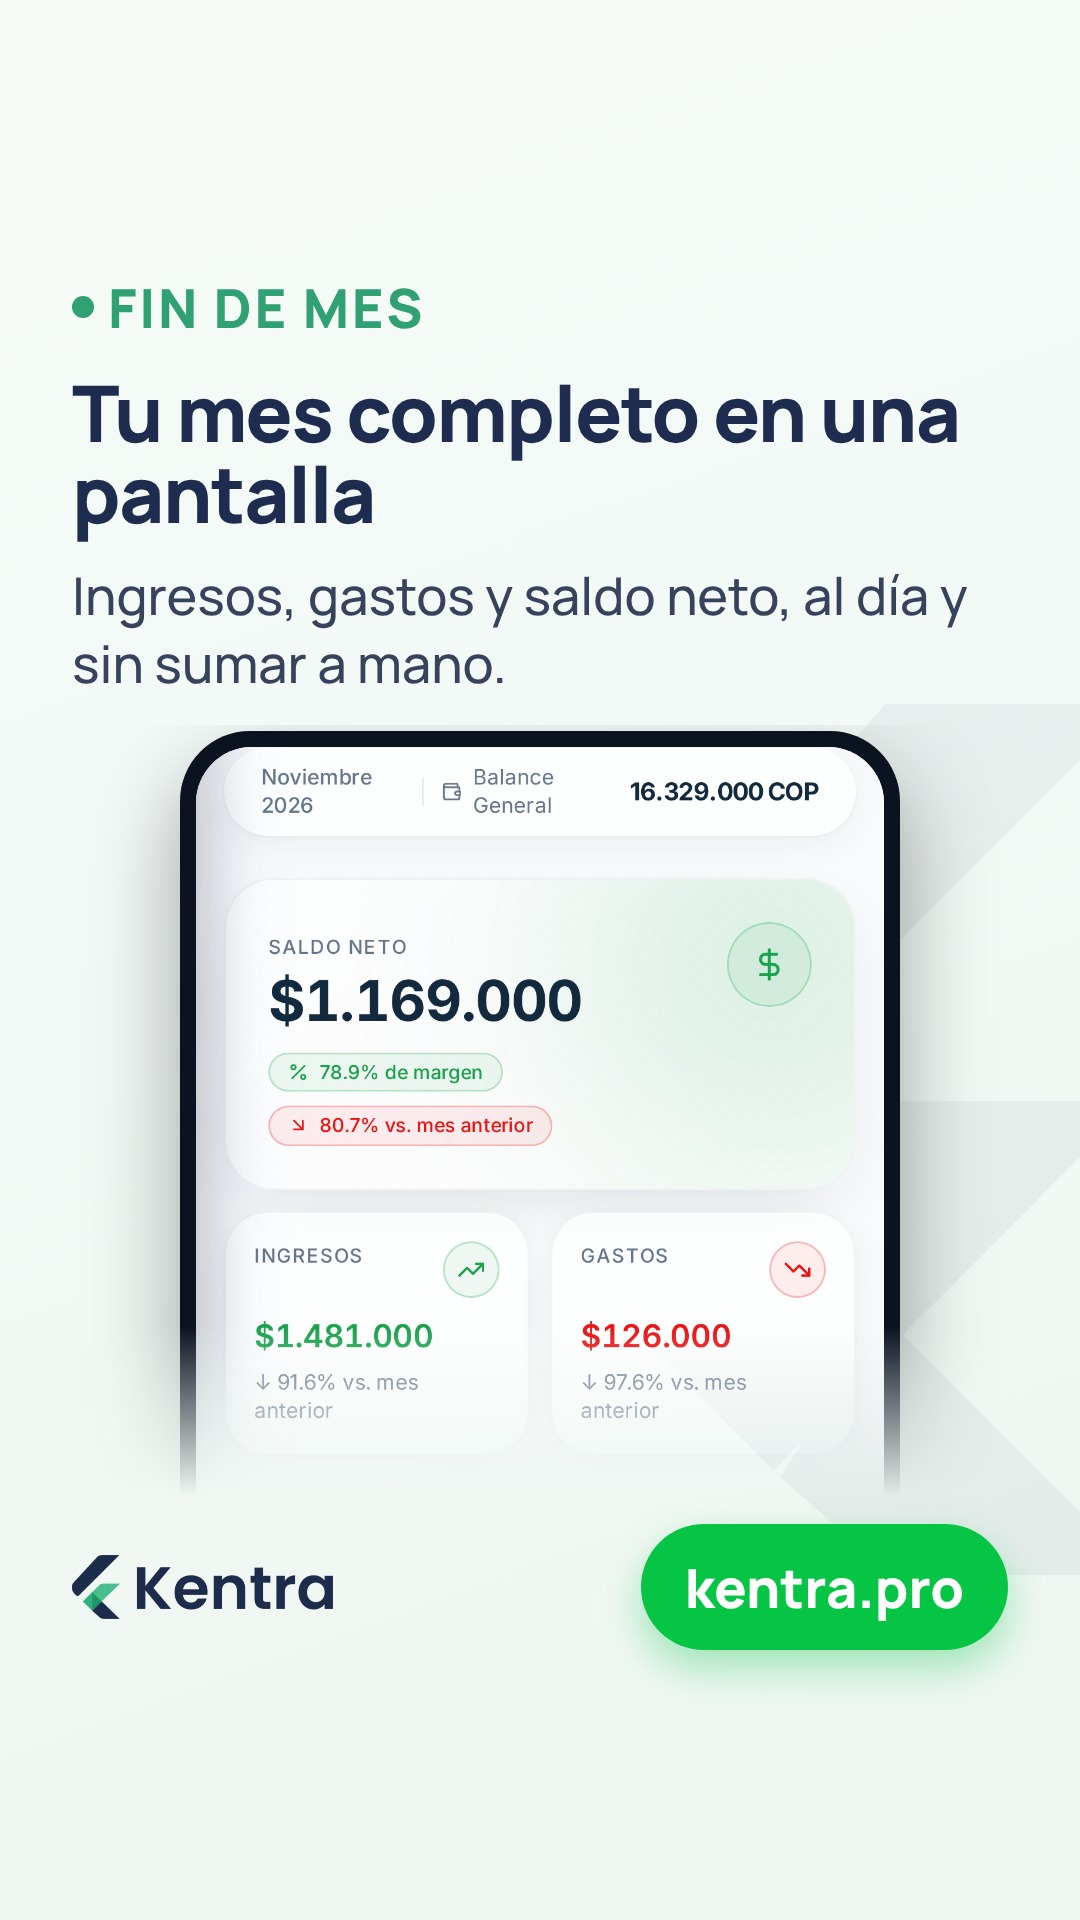 FIN DE MES
Tu mes completo en una
pantalla
Ingresos, gastos y saldo neto, al día y
sin sumar a mano.
Noviembre
2026
Balance
General
16.329.000 COP
SALDO NETO
$1.169.000
% 78.9% de margen
80.7% vs. mes anterior
INGRESOS
$1.481.000
↓ 91.6% vs. mes
anterior
GASTOS
$126.000
↓ 97.6% vs. mes
anterior
Kentra
kentra.pro